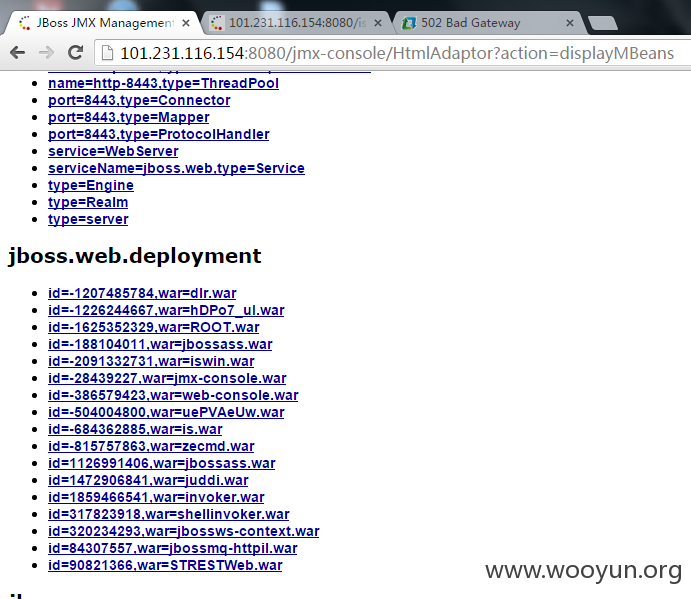 JBoss JMX Management
101.231.116.154:8080/is
502 Bad Gateway
101.231.116.154:8080/jmx-console/HtmlAdaptor?action=displayMBeans
name=http-8443,type=ThreadPool
port=8443,type=Connector
port=8443,type=Mapper
port=8443,type=ProtocolHandler
service=WebServer
serviceName=jboss.web,type=Service
type=Engine
type=Realm
type=server
jboss.web.deployment
id=-1207485784,war=dlr.war
id=-1226244667,war=hDPo7_ul.war
id=-1625352329,war=ROOT.war
id=-188104011,war=jbossass.war
id=-2091332731,war=iswin.war
id=-28439227,war=jmx-console.war
id=-386579423,war=web-console.war
id=-504004800,war=uePVAeUw.war
id=-684362885,war=is.war
id=-815757863,war=zecmd.war
id=1126991406,war=jbossass.war
id=1472906841,war=juddi.war
id=1859466541,war=invoker.war
id=317823918,war=shellinvoker.war
id=320234293,war=jbossws-context.war
id=84307557,war=jbossmq-httpil.war
id=90821366,war=STRESTWeb.war
www.wooyun.org